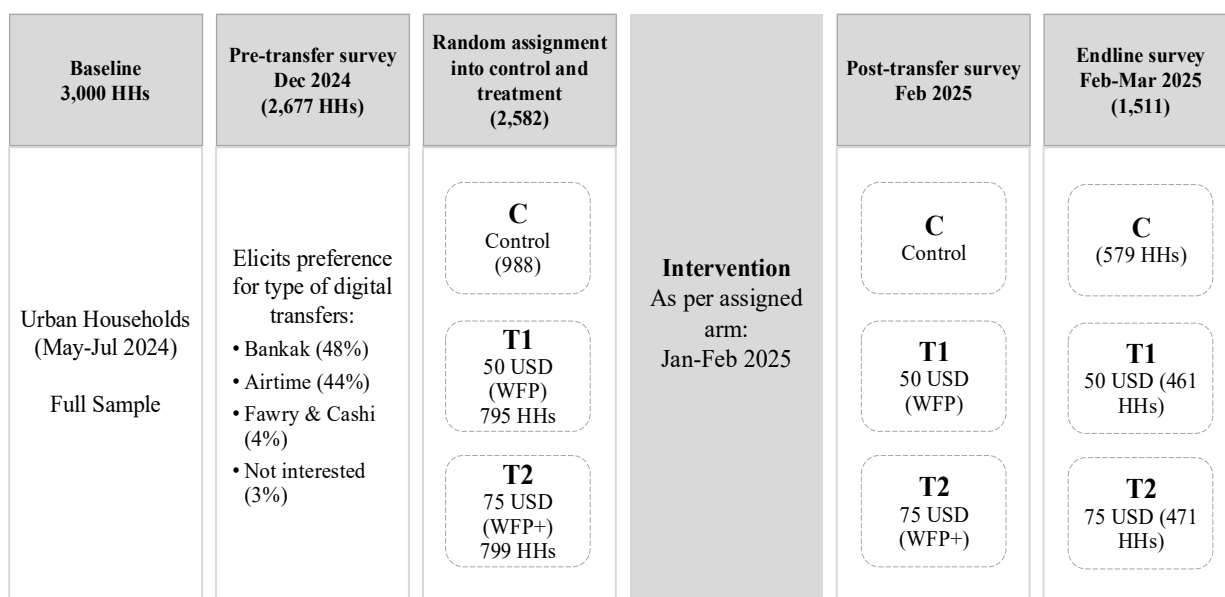 Baseline
3,000 HHs
Urban Households
(May-Jul 2024)
Full Sample
Pre-transfer survey
Dec 2024
(2,677 HHs)
Elicits preference
for type of digital
transfers:
• Bankak (48%)
• Airtime (44%)
• Fawry & Cashi
(4%)
• Not interested
(3%)
Random assignment
into control and
treatment
(2,582)
C
Control
(988)
T1
50 USD
(WFP)
795 HHs
T2
75 USD
(WFP+)
799 HHs
Intervention
As per assigned
arm:
Jan-Feb 2025
Post-transfer survey
Feb 2025
C
Control
T1
50 USD
(WFP)
T2
75 USD
(WFP+)
Endline survey
Feb-Mar 2025
(1,511)
C
(579 HHs)
T1
50 USD (461
HHs)
T2
75 USD (471
HHs)